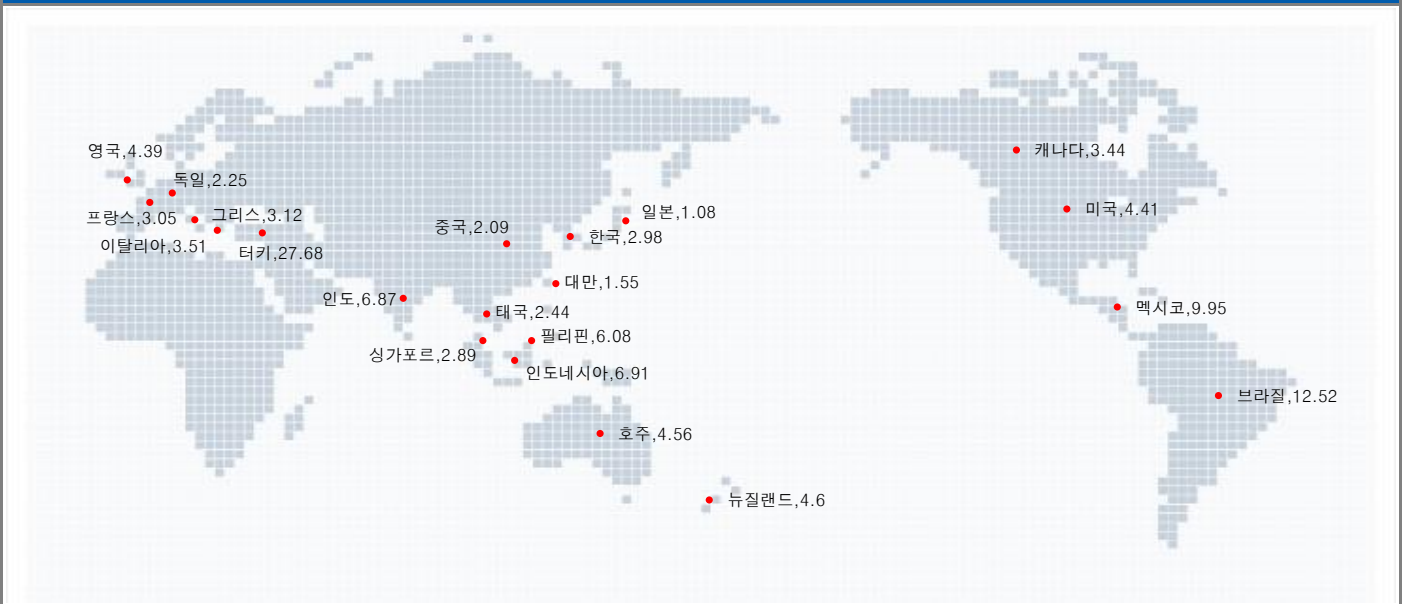 영국,4.39
캐나다,3.44
독일,2.25
미국,4.41
일본,1.08
그리스,3.12
프랑스,3.05
중국,2.09
한국,2.98
이탈리아,3.51
터키,27.68
대만,1.55
인도,6.87
멕시코,9.95
태국,2.44
필리핀,6.08
싱가포르,2.89
인도네시아,6.91
브라질,12.52
호주,4.56
뉴질랜드,4.6